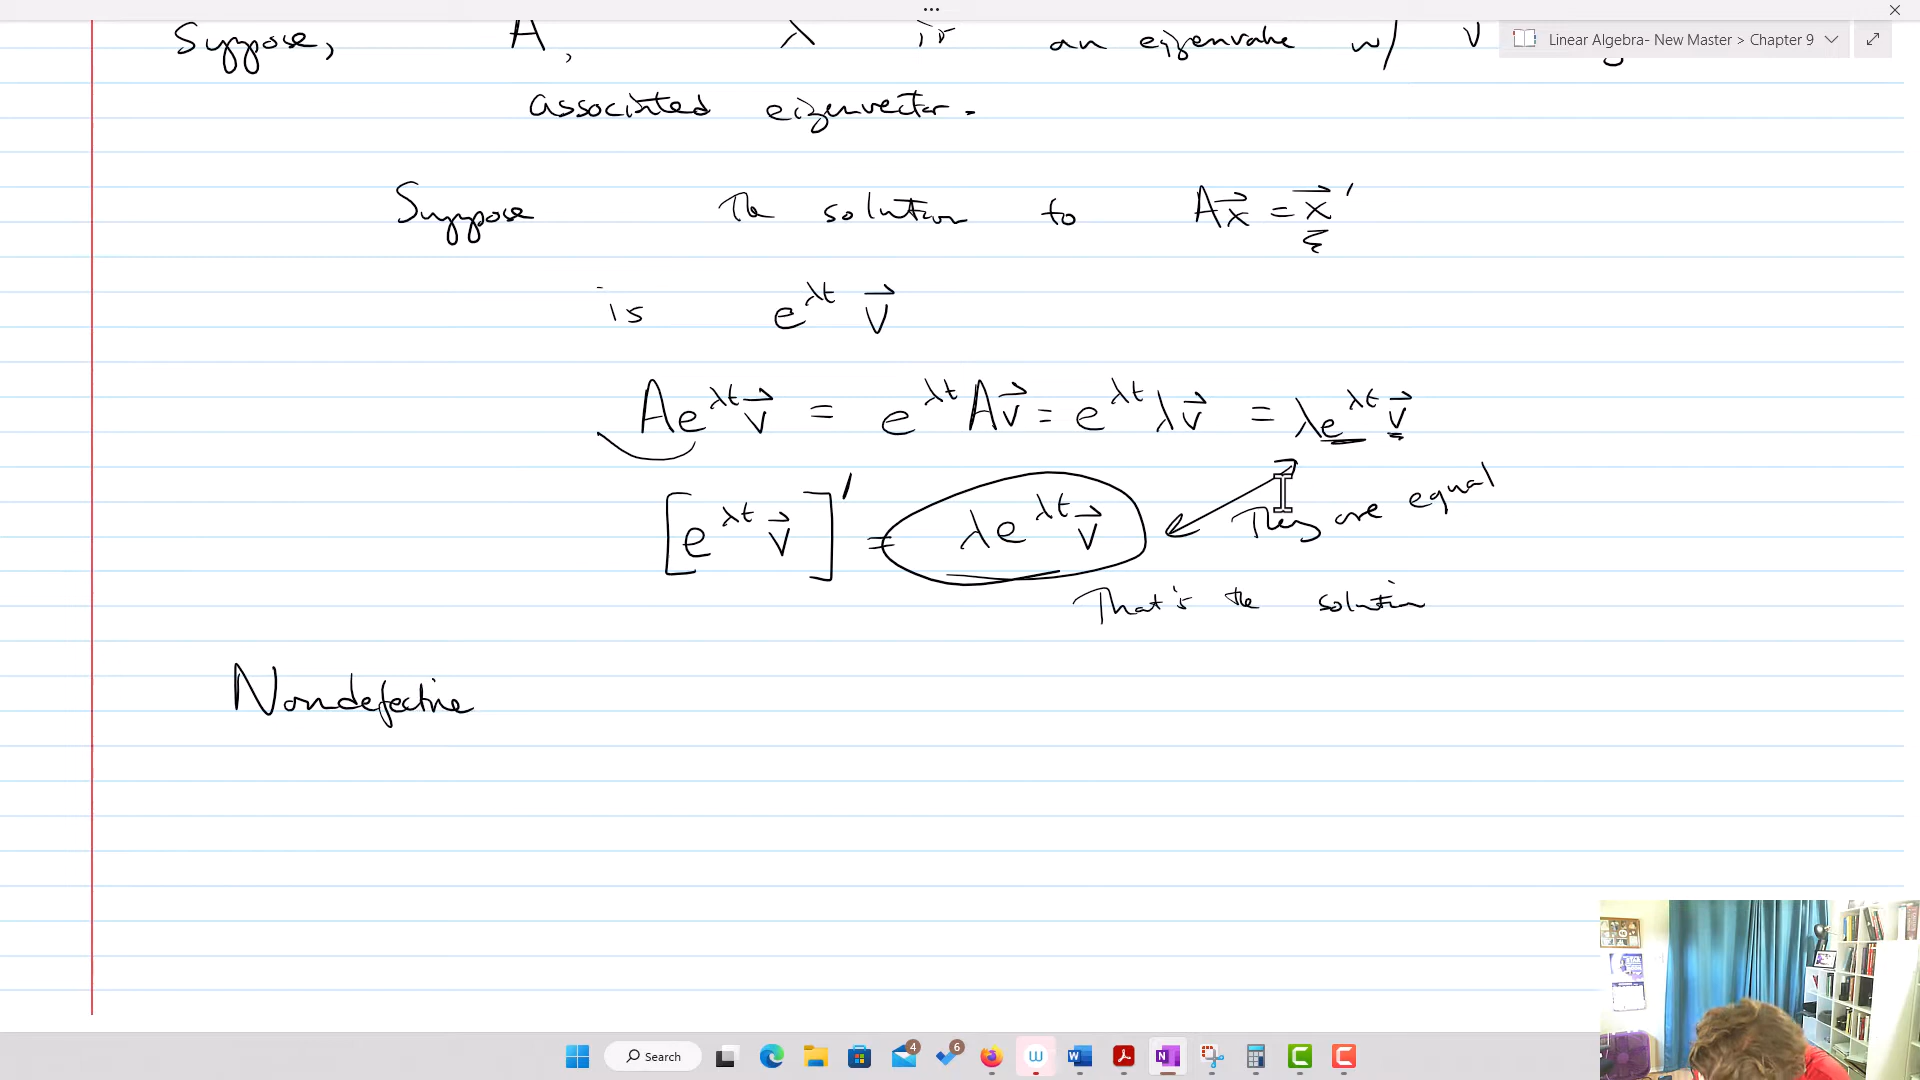 Linear Algebra- New Master > Chapter 9
Suppose, A, λ is an eigenvalue w/ v
associated eigenvector.
Suppose the solution to Ax⃗ = x⃗ ′
is e^{λt} v⃗
Ae^{λt}v⃗ = e^{λt}Av⃗ = e^{λt}λv⃗ = λe^{λt}v⃗
[e^{λt} v⃗]′ = λe^{λt}v⃗ They are equal
That's the solution
Nondefective
Search
4
6